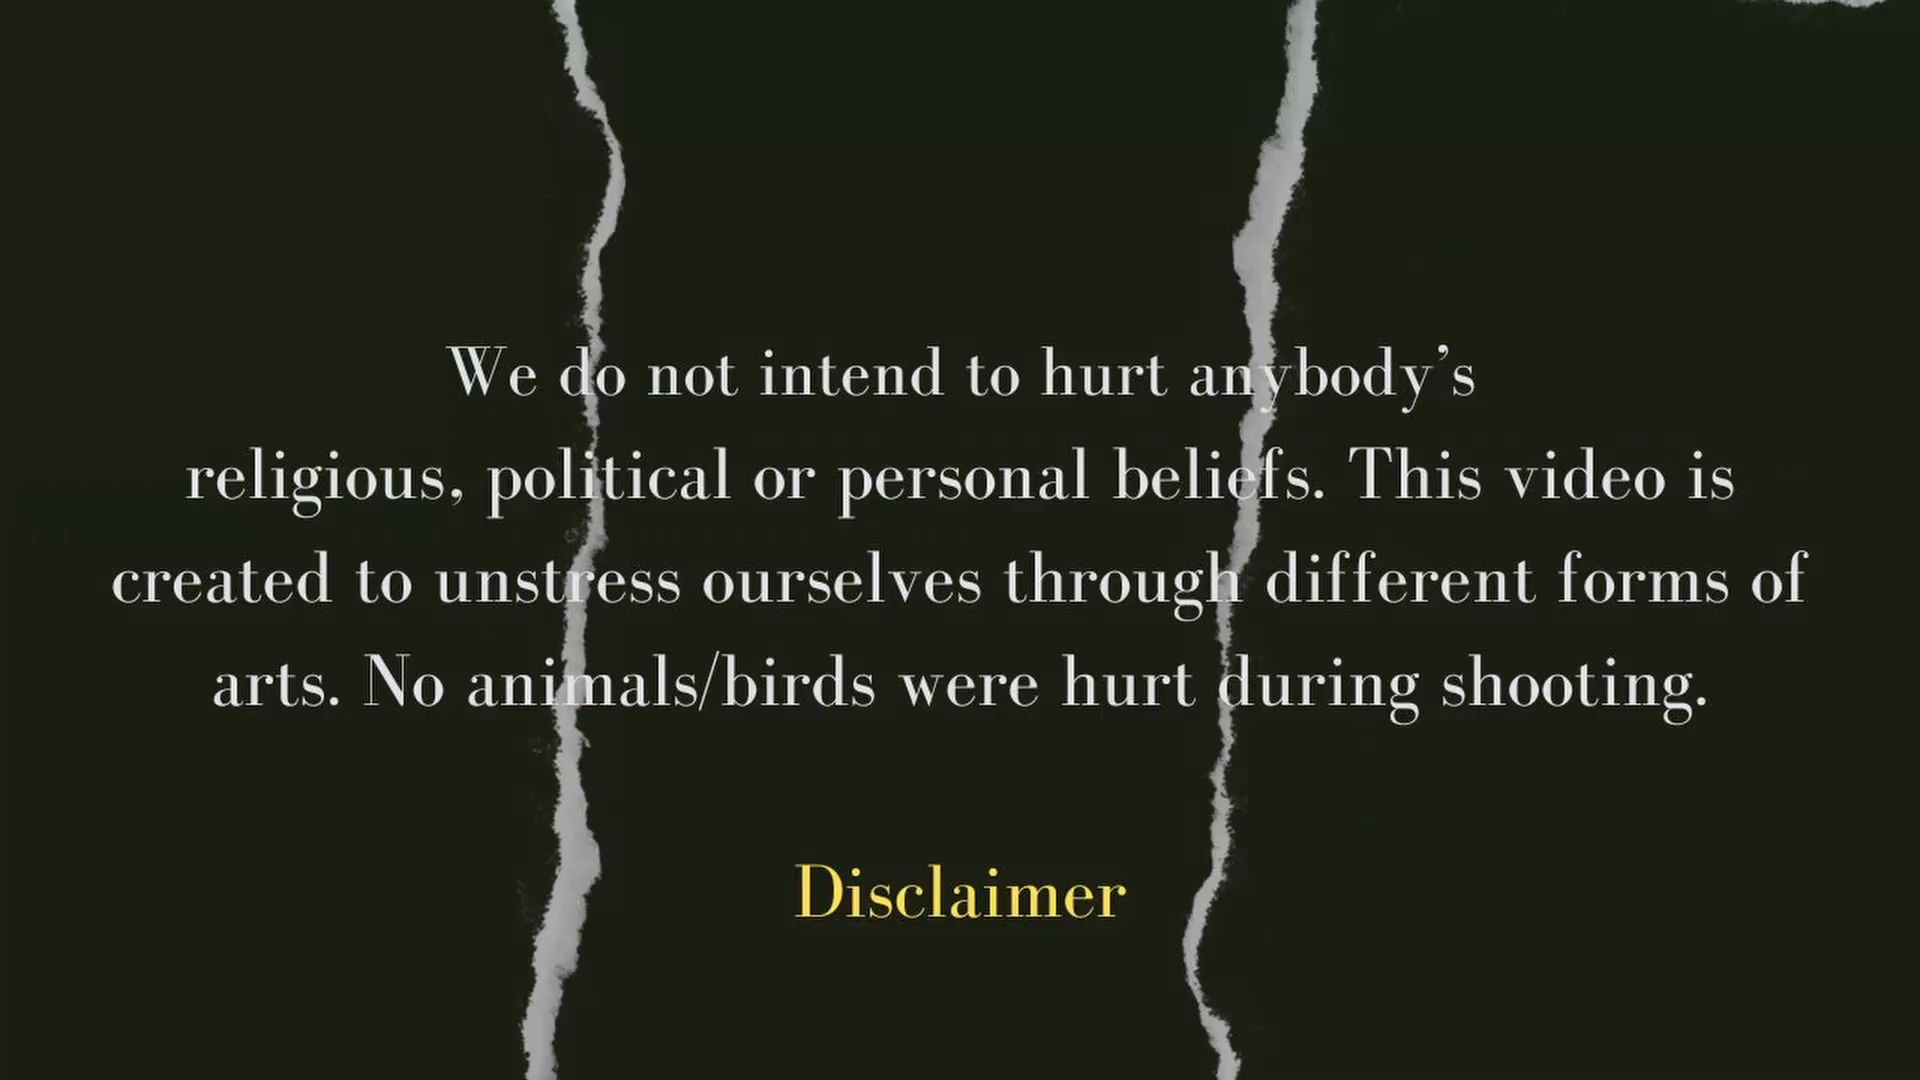 We do not intend to hurt anybody’s
religious, political or personal beliefs. This video is
created to unstress ourselves through different forms of
arts. No animals/birds were hurt during shooting.
Disclaimer